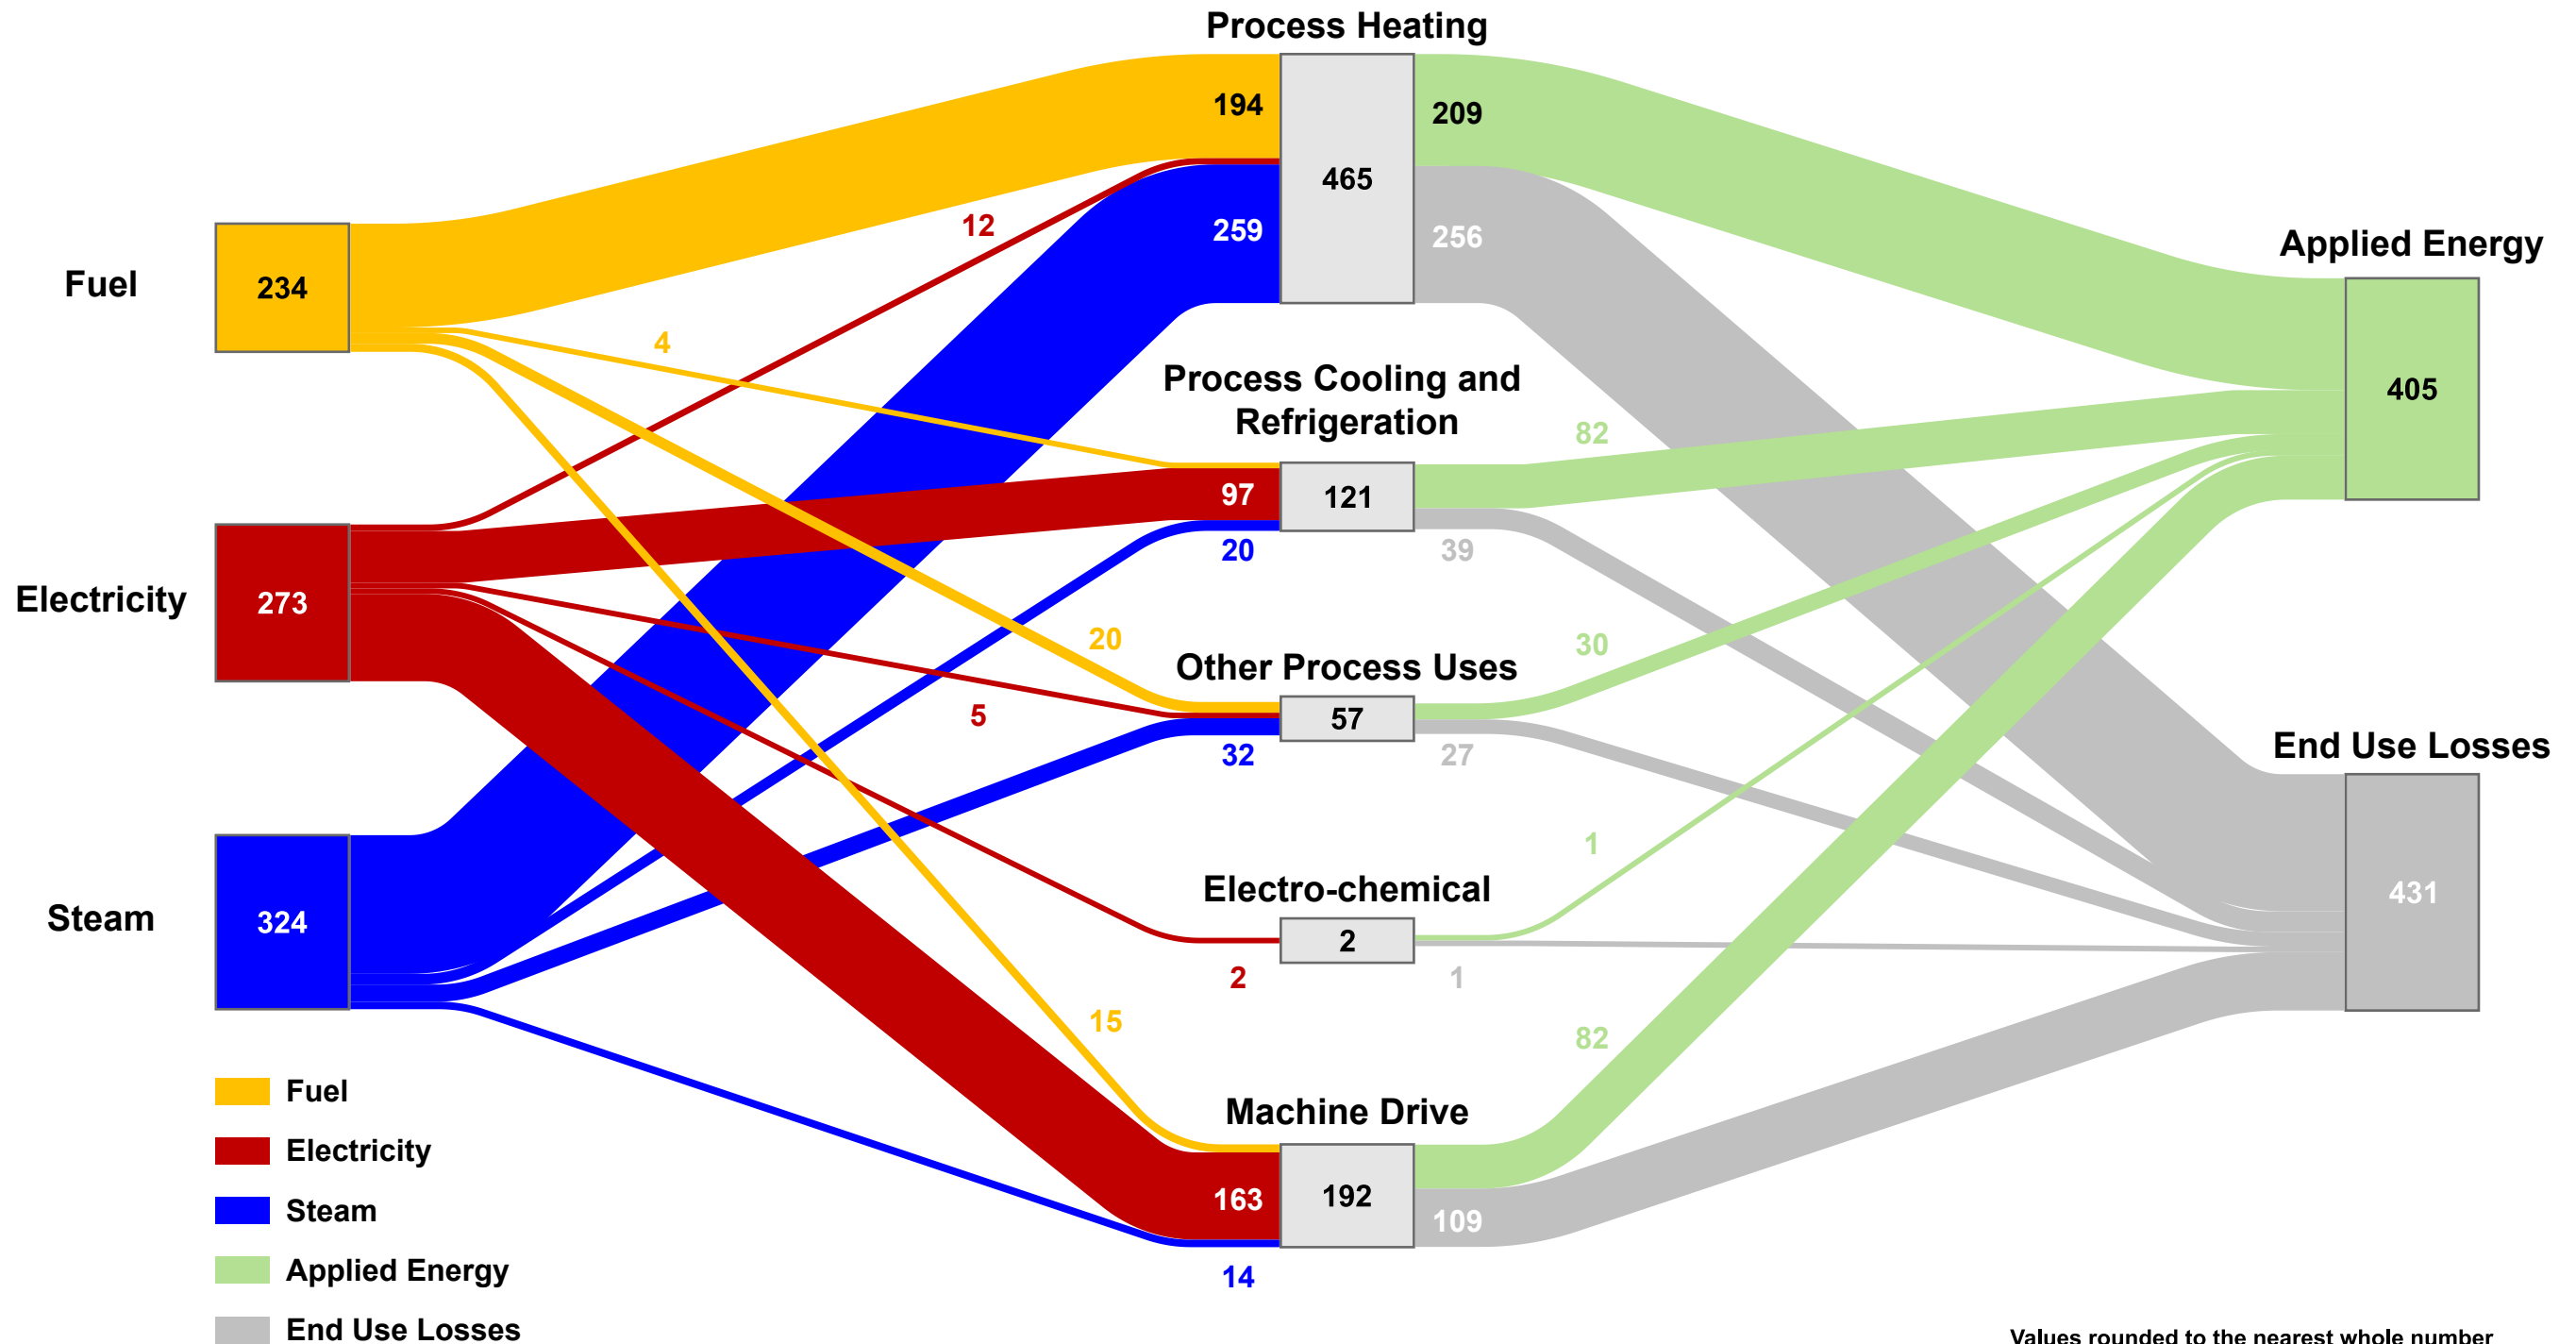 Process Heating
194
209
465
12
259
256
Fuel
234
Applied Energy
405
4
Process Cooling and
Refrigeration
82
97
121
20
39
Electricity
273
20
Other Process Uses
30
5
57
32
27
End Use Losses
431
Steam
324
1
Electro-chemical
2
2
1
15
82
Machine Drive
163
192
109
14
Fuel
Electricity
Steam
Applied Energy
End Use Losses
Values rounded to the nearest whole number